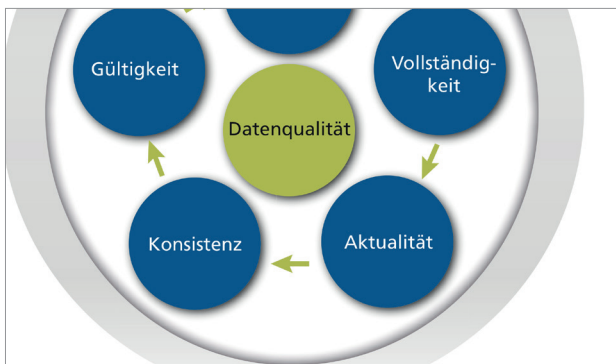 Gültigkeit
Vollständig-
keit
Datenqualität
Konsistenz
Aktualität